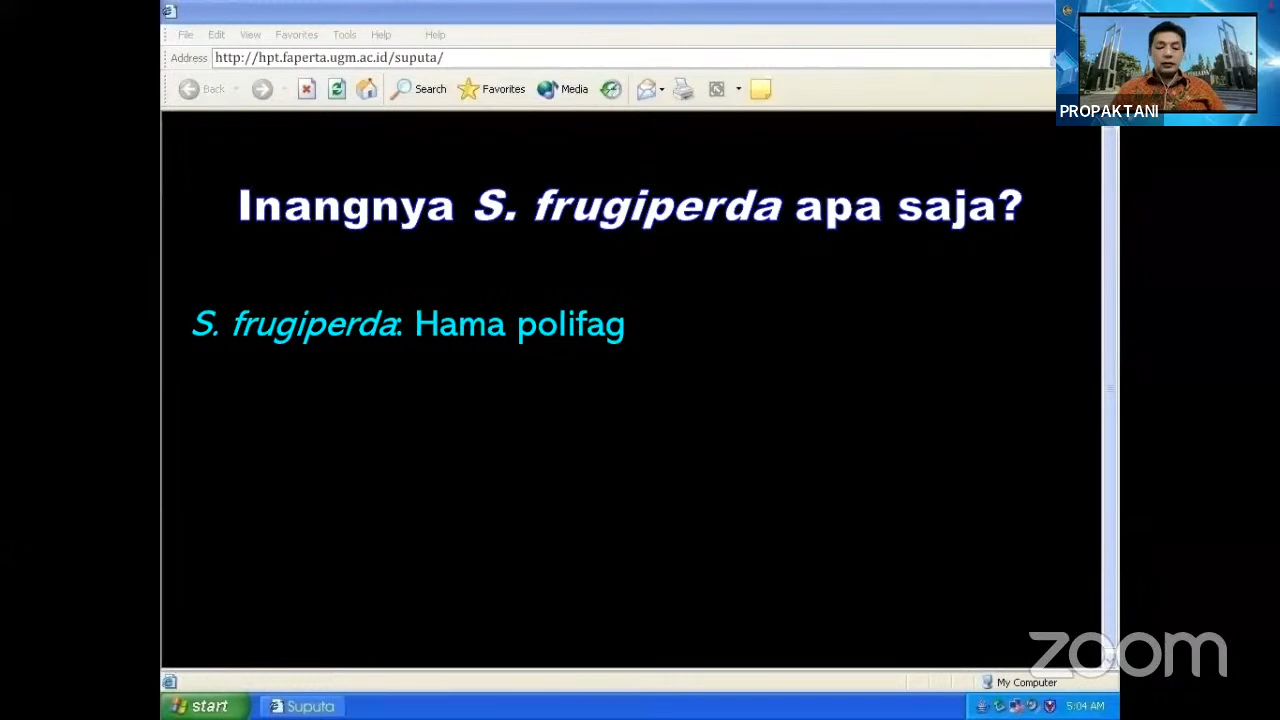 File Edit View Favorites Tools Help Help
Address http://hpt.faperta.ugm.ac.id/suputa/
Back Search Favorites Media
PROPAKTANI
Inangnya S. frugiperda apa saja?
S. frugiperda: Hama polifag
zoom
My Computer
start Suputa 5:04 AM